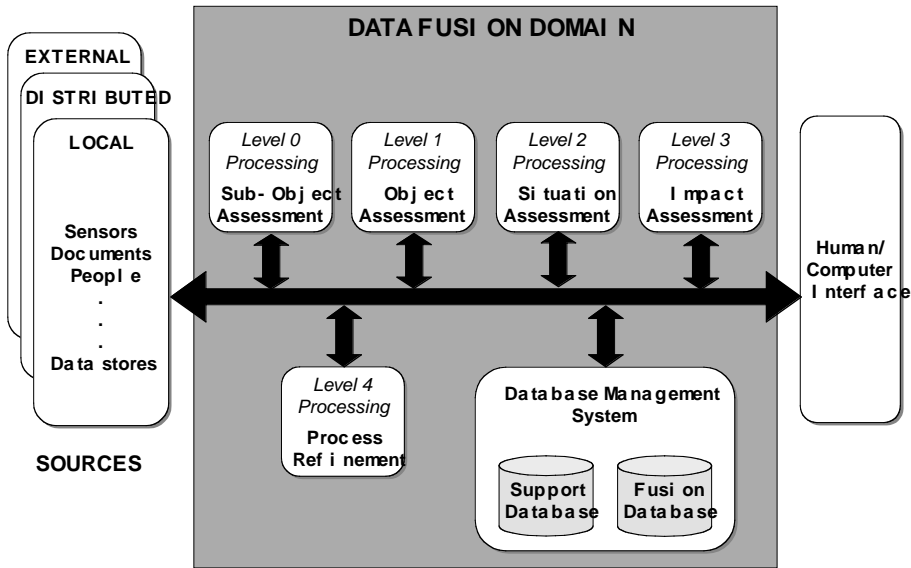 DATA FUSION DOMAIN
EXTERNAL
DISTRIBUTED
LOCAL
Sensors
Documents
People
.
.
.
Data stores
SOURCES
Level 0
Processing
Sub-Object
Assessment
Level 1
Processing
Object
Assessment
Level 2
Processing
Situation
Assessment
Level 3
Processing
Impact
Assessment
Human/
Computer
Interface
Level 4
Processing
Process
Refinement
Database Management
System
Support
Database
Fusion
Database